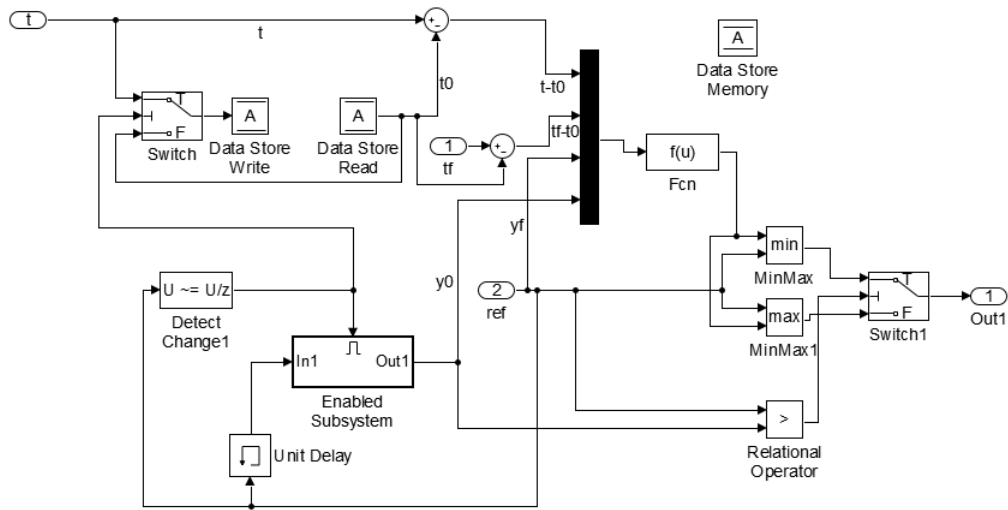 t
t
+
-
A
Data Store
Memory
t0
t-t0
T
F
Switch
A
Data Store
Write
A
Data Store
Read
1
tf
+
-
tf-t0
f(u)
Fcn
yf
y0
U ~= U/z
Detect
Change1
2
ref
min
MinMax
max
MinMax1
T
F
Switch1
1
Out1
In1
Out1
Enabled
Subsystem
>
Relational
Operator
Unit Delay